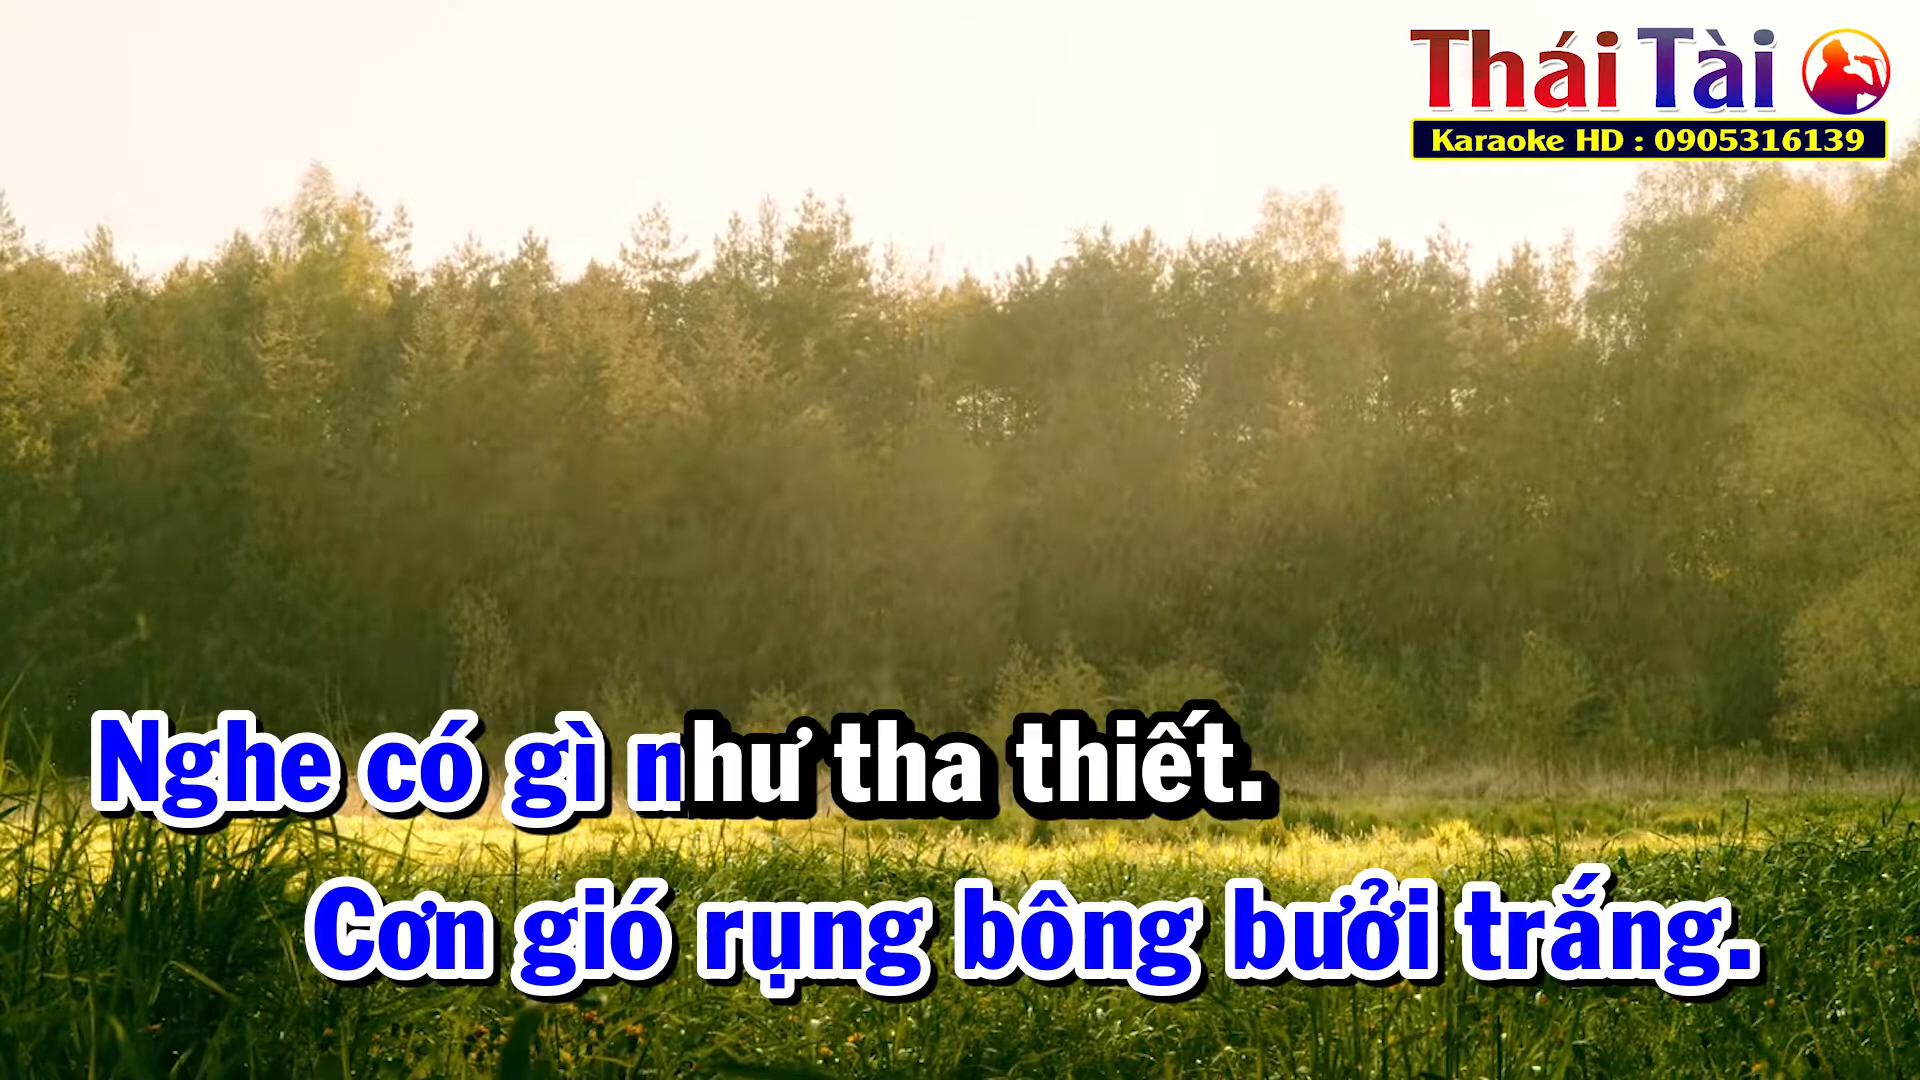 Thái Tài
Karaoke HD : 0905316139
Nghe có gì như tha thiết.
Cơn gió rụng bông bưởi trắng.